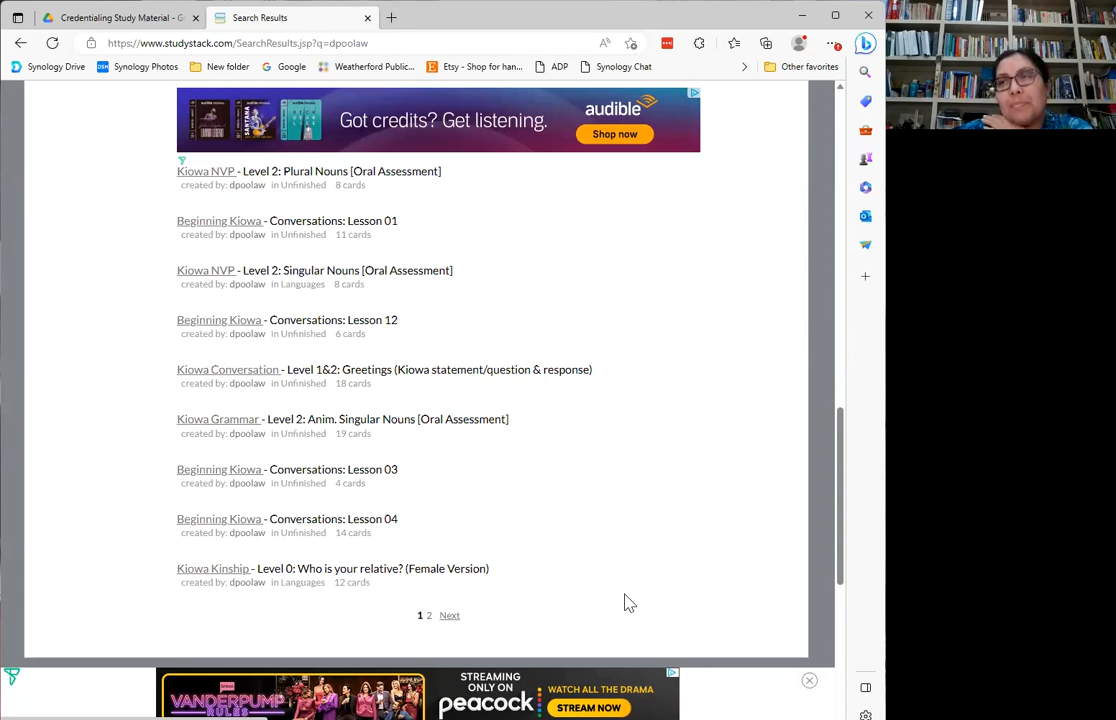 Credentialing Study Material - G
Search Results
https://www.studystack.com/SearchResults.jsp?q=dpoolaw
Synology Drive
Synology Photos
New folder
Google
Weatherford Public...
Etsy - Shop for han...
ADP
Synology Chat
Other favorites
Got credits? Get listening.
audible
Shop now
Kiowa NVP - Level 2: Plural Nouns [Oral Assessment]
created by: dpoolaw in Unfinished 8 cards
Beginning Kiowa - Conversations: Lesson 01
created by: dpoolaw in Unfinished 11 cards
Kiowa NVP - Level 2: Singular Nouns [Oral Assessment]
created by: dpoolaw in Languages 8 cards
Beginning Kiowa - Conversations: Lesson 12
created by: dpoolaw in Unfinished 6 cards
Kiowa Conversation - Level 1&2: Greetings (Kiowa statement/question & response)
created by: dpoolaw in Unfinished 18 cards
Kiowa Grammar - Level 2: Anim. Singular Nouns [Oral Assessment]
created by: dpoolaw in Unfinished 19 cards
Beginning Kiowa - Conversations: Lesson 03
created by: dpoolaw in Unfinished 4 cards
Beginning Kiowa - Conversations: Lesson 04
created by: dpoolaw in Unfinished 14 cards
Kiowa Kinship - Level 0: Who is your relative? (Female Version)
created by: dpoolaw in Languages 12 cards
1 2 Next
VANDERPUMP
RULES
STREAMING
ONLY ON
peacock
WATCH ALL THE DRAMA
STREAM NOW